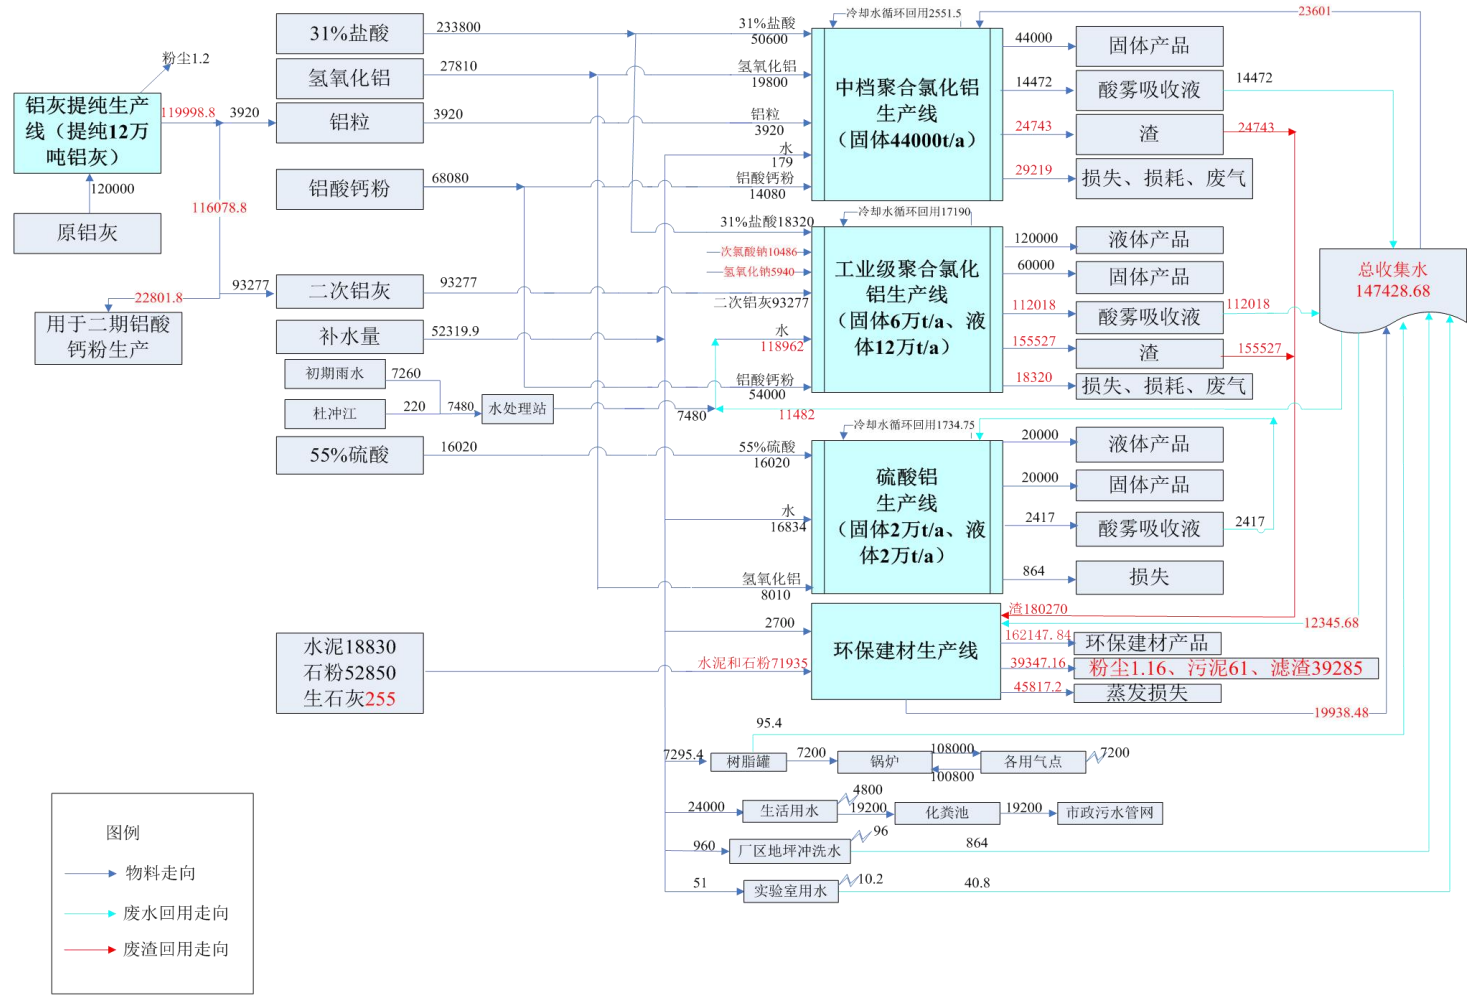 粉尘1.2
铝灰提纯生产
线（提纯12万
吨铝灰）
119998.8
3920
120000
原铝灰
116078.8
22801.8
用于二期铝酸
钙粉生产
93277
31%盐酸
233800
氢氧化铝
27810
铝粒
3920
铝酸钙粉
68080
二次铝灰
93277
补水量
52319.9
初期雨水
7260
杜冲江
220
7480
水处理站
7480
55%硫酸
16020
水泥18830
石粉52850
生石灰255
冷却水循环回用2551.5
31%盐酸
50600
氢氧化铝
19800
铝粒
3920
水
179
铝酸钙粉
14080
中档聚合氯化铝
生产线
（固体44000t/a）
44000
固体产品
14472
酸雾吸收液
14472
24743
渣
24743
29219
损失、损耗、废气
23601
冷却水循环回用17190
31%盐酸18320
次氯酸钠10486
氢氧化钠5940
二次铝灰93277
水
118962
铝酸钙粉
54000
工业级聚合氯化
铝生产线
（固体6万t/a、液
体12万t/a）
120000
液体产品
60000
固体产品
112018
酸雾吸收液
112018
155527
渣
155527
18320
损失、损耗、废气
总收集水
147428.68
11482
冷却水循环回用1734.75
55%硫酸
16020
水
16834
氢氧化铝
8010
硫酸铝
生产线
（固体2万t/a、液
体2万t/a）
20000
液体产品
20000
固体产品
2417
酸雾吸收液
2417
864
损失
渣180270
12345.68
2700
水泥和石粉71935
环保建材生产线
162147.84
环保建材产品
39347.16
粉尘1.16、污泥61、滤渣39285
45817.2
蒸发损失
19938.48
95.4
7295.4
树脂罐
7200
锅炉
108000
100800
各用气点
7200
24000
生活用水
4800
19200
化粪池
19200
市政污水管网
960
厂区地坪冲洗水
96
864
51
实验室用水
10.2
40.8
图例
物料走向
废水回用走向
废渣回用走向